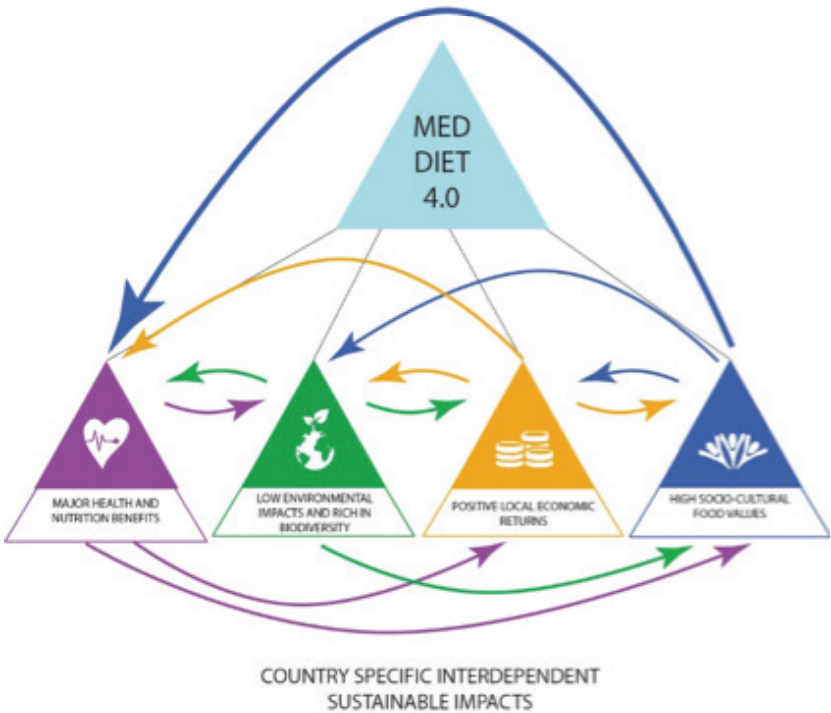 MED
DIET
4.0
MAJOR HEALTH AND
NUTRITION BENEFITS
LOW ENVIRONMENTAL
IMPACTS AND RICH IN
BIODIVERSITY
POSITIVE LOCAL ECONOMIC
RETURNS
HIGH SOCIO-CULTURAL
FOOD VALUES
COUNTRY SPECIFIC INTERDEPENDENT
SUSTAINABLE IMPACTS